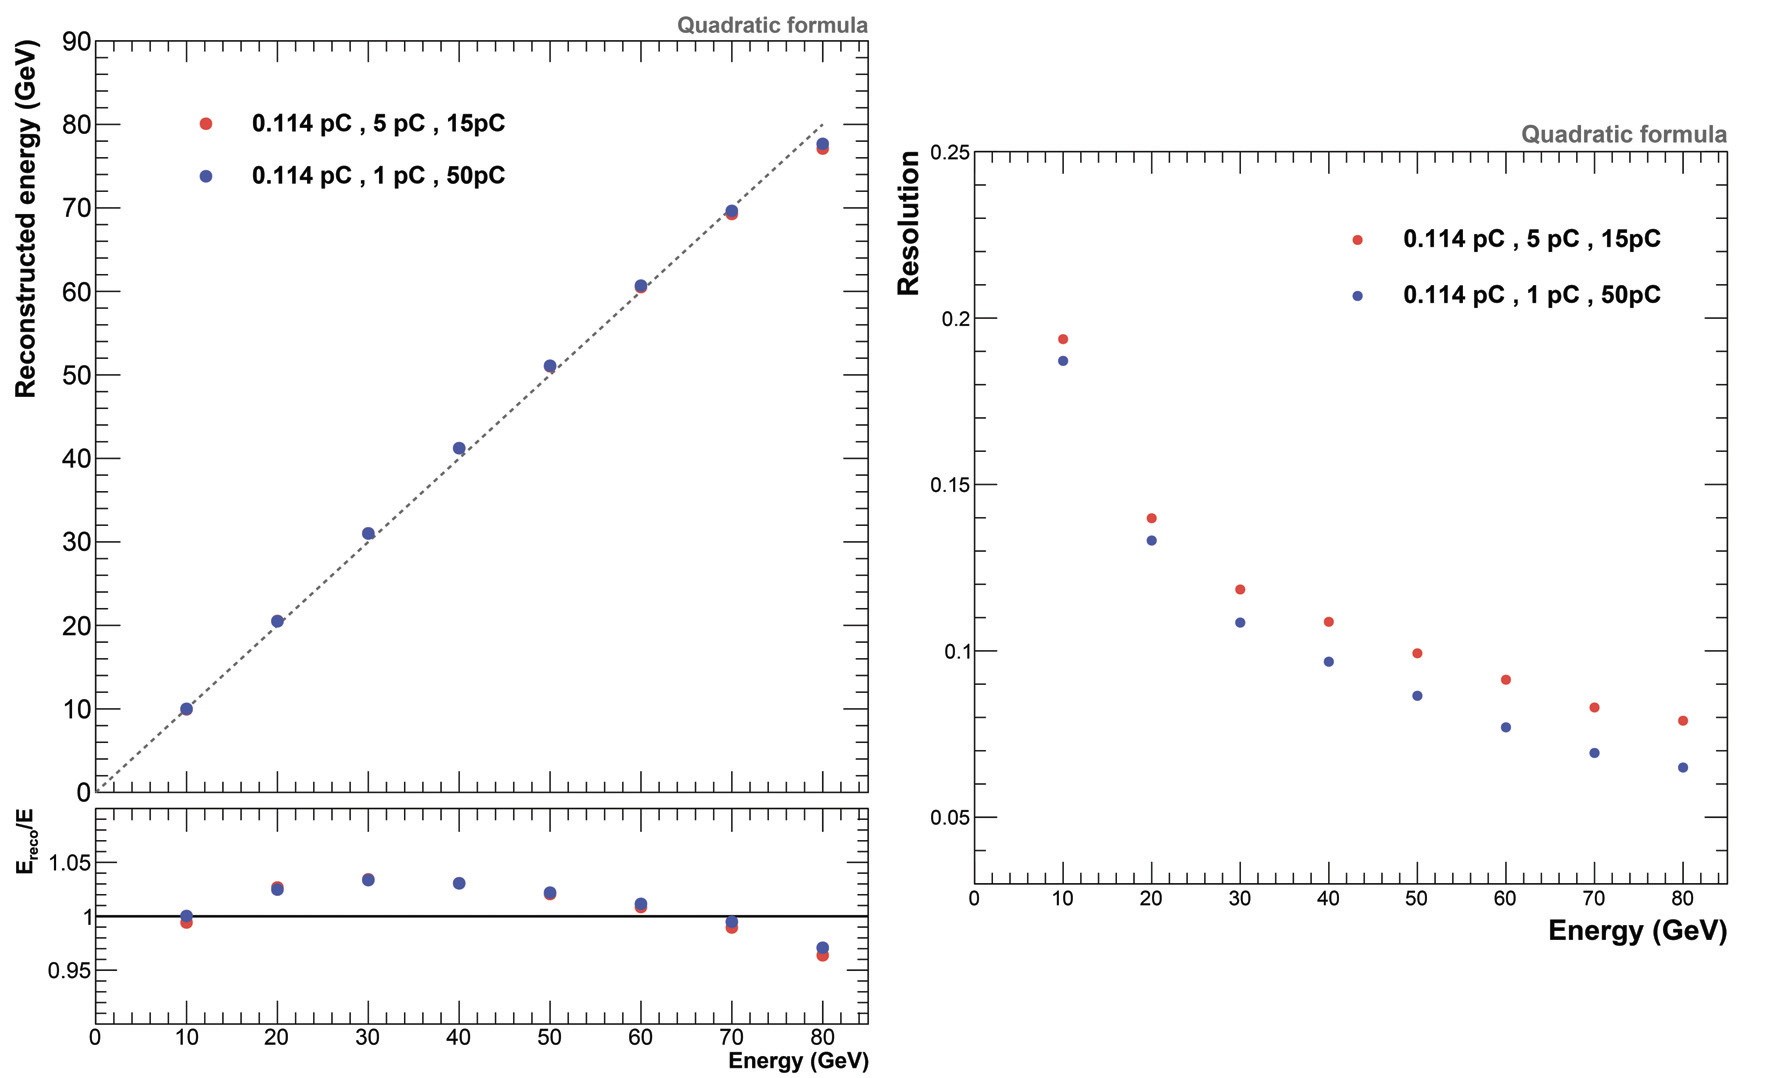 Quadratic formula
Reconstructed energy (GeV)
90
80
70
60
50
40
30
20
10
0
0.114 pC , 5 pC , 15pC
0.114 pC , 1 pC , 50pC
Ereco/E
1.05
1
0.95
0 10 20 30 40 50 60 70 80
Energy (GeV)
Quadratic formula
Resolution
0.25
0.2
0.15
0.1
0.05
0.114 pC , 5 pC , 15pC
0.114 pC , 1 pC , 50pC
0 10 20 30 40 50 60 70 80
Energy (GeV)